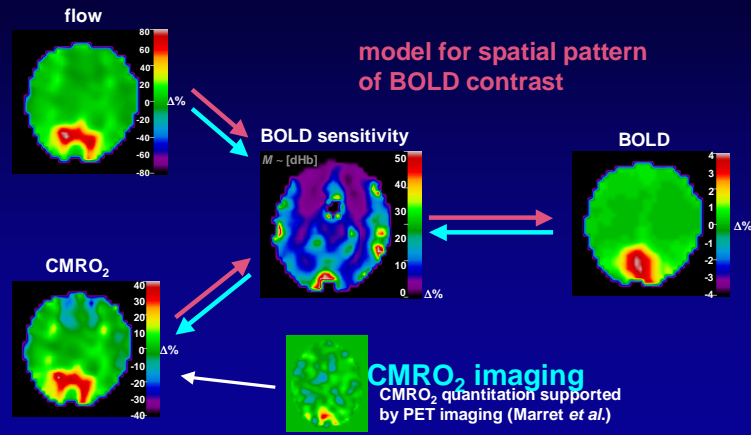 flow
80
60
40
20
0
-20
-40
-60
-80
Δ%
model for spatial pattern
of BOLD contrast
BOLD sensitivity
M ~ [dHb]
50
40
30
20
10
0
Δ%
BOLD
4
3
2
1
0
-1
-2
-3
-4
Δ%
CMRO₂
40
30
20
10
0
-10
-20
-30
-40
Δ%
CMRO₂ imaging
CMRO₂ quantitation supported
by PET imaging (Marret et al.)